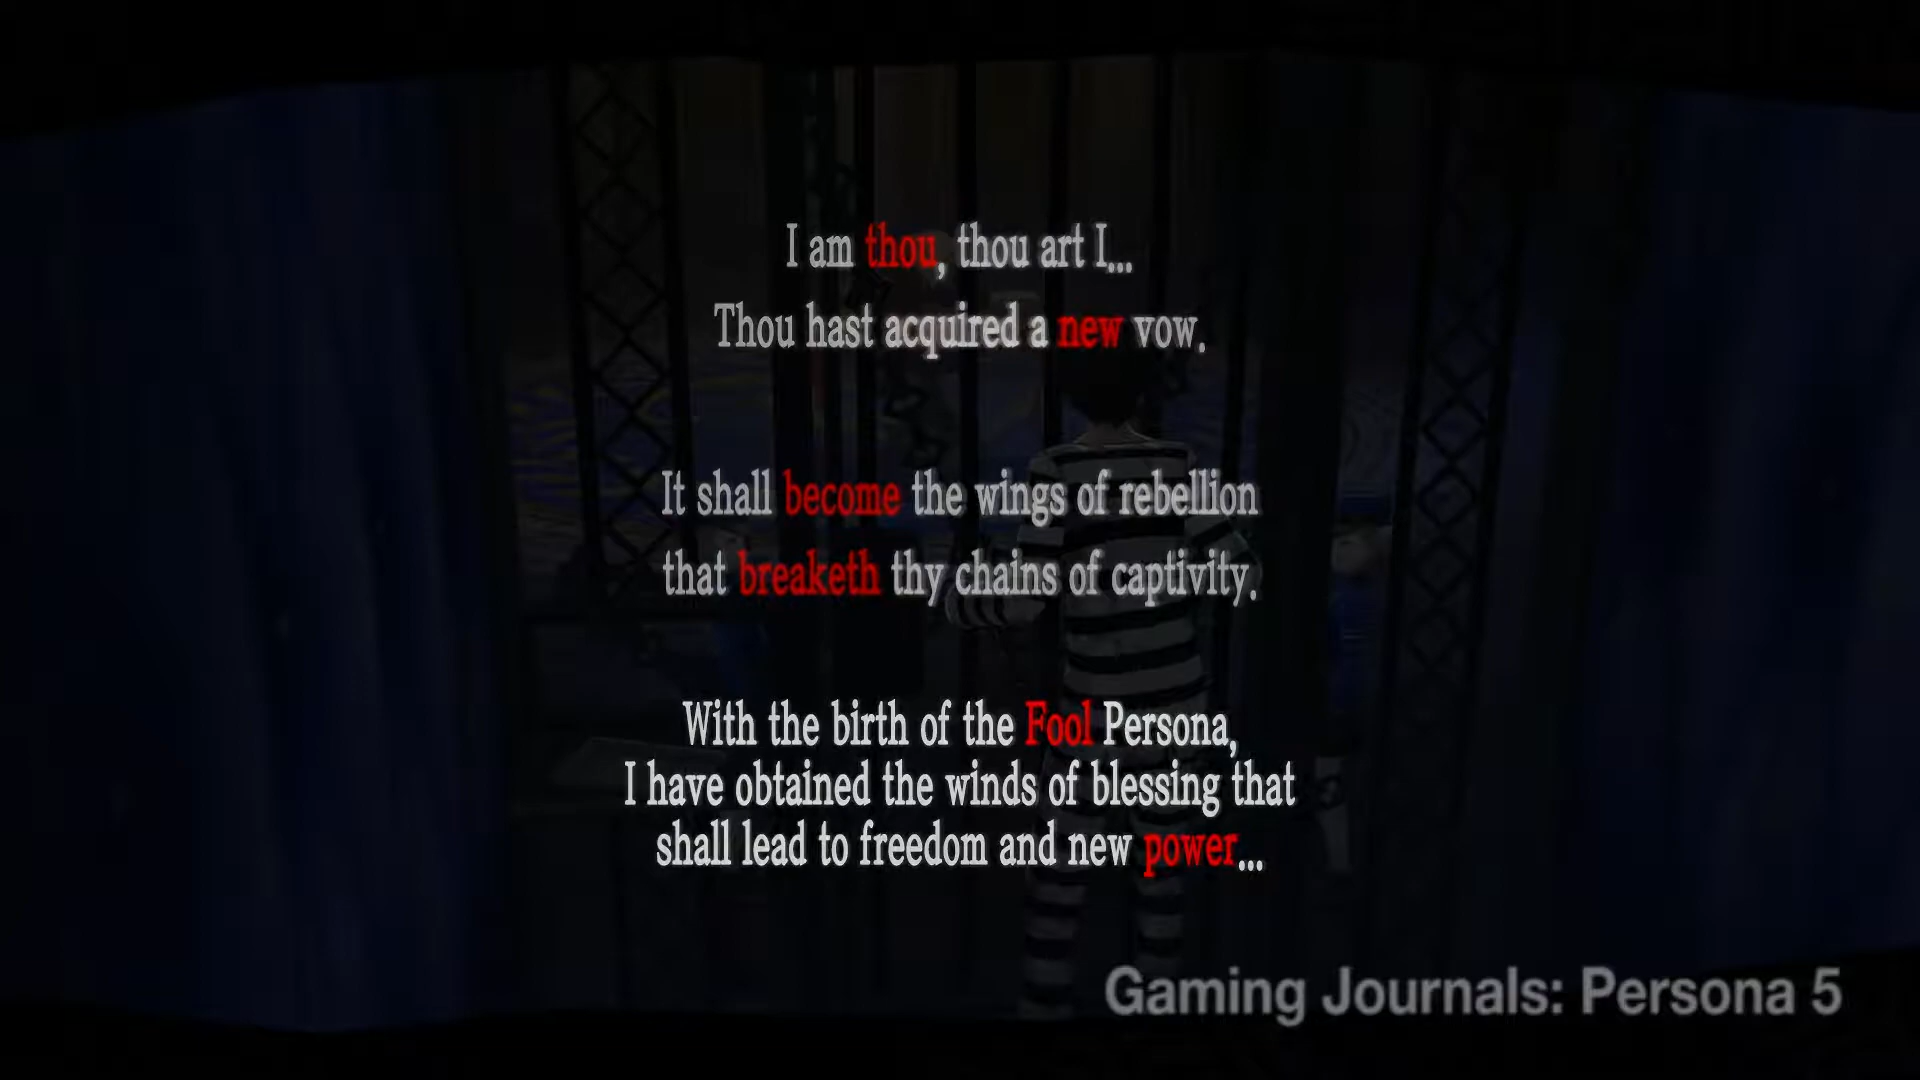 I am thou, thou art I...
Thou hast acquired a new vow.
It shall become the wings of rebellion
that breaketh thy chains of captivity.
With the birth of the Fool Persona,
I have obtained the winds of blessing that
shall lead to freedom and new power...
Gaming Journals: Persona 5